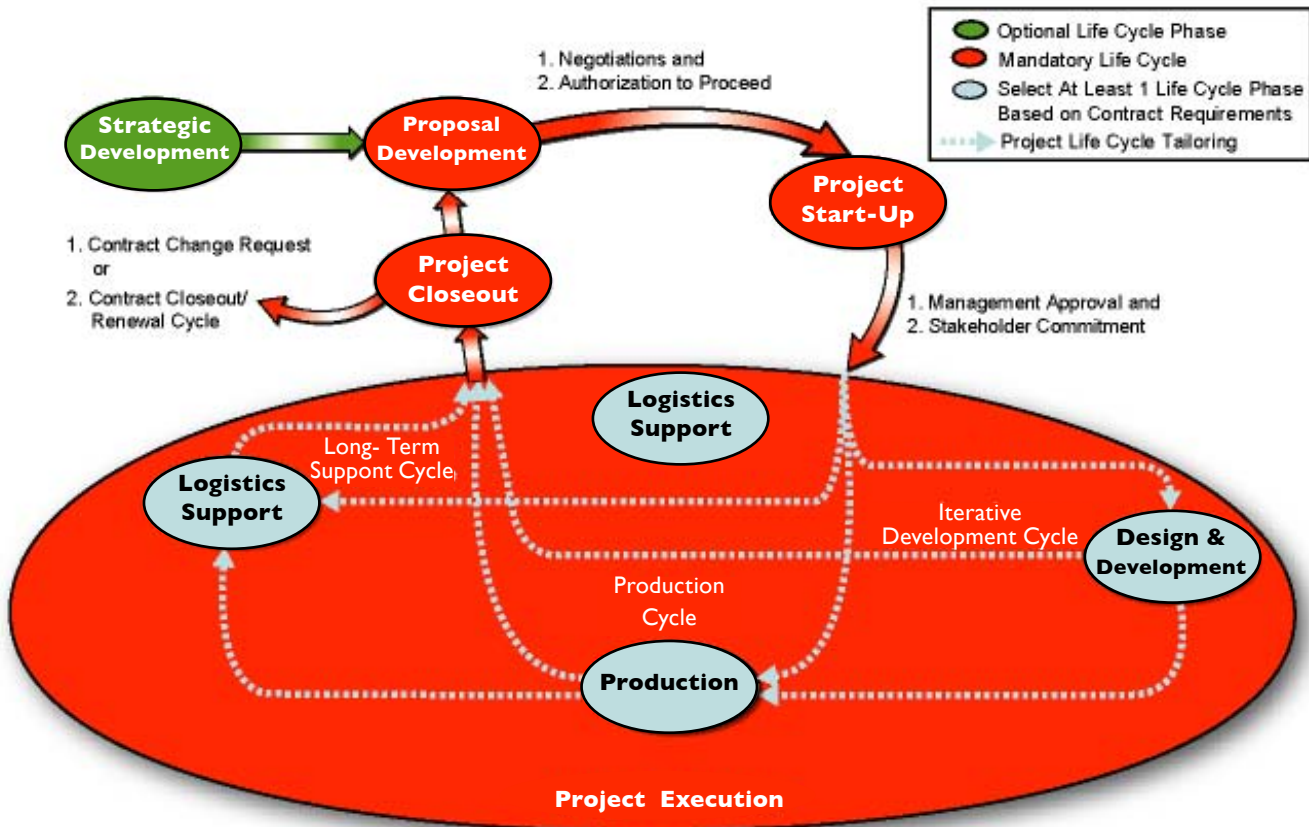 Optional Life Cycle Phase
Mandatory Life Cycle
Select At Least 1 Life Cycle Phase
Based on Contract Requirements
Project Life Cycle Tailoring
1. Negotiations and
2. Authorization to Proceed
Strategic
Development
Proposal
Development
Project
Start-Up
1. Contract Change Request
or
2. Contract Closeout/
Renewal Cycle
Project
Closeout
1. Management Approval and
2. Stakeholder Commitment
Logistics
Support
Long- Term
Suppont Cycle
Logistics
Support
Iterative
Development Cycle
Design &
Development
Production
Cycle
Production
Project Execution